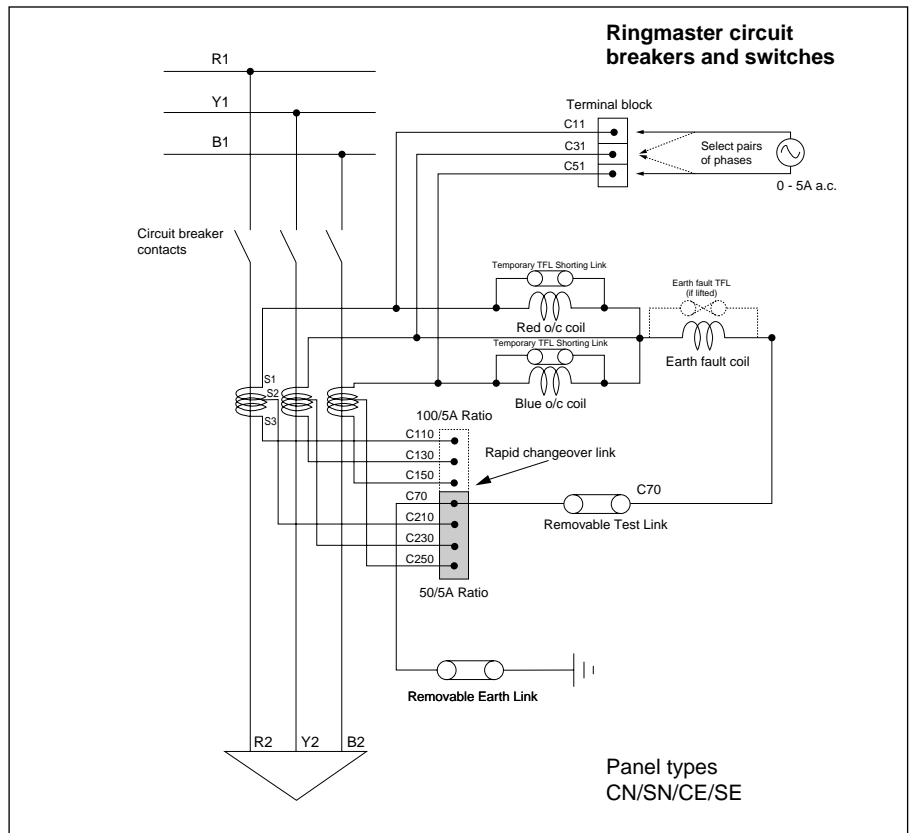 Ringmaster circuit
breakers and switches
R1
Y1
B1
Terminal block
C11
C31
C51
Select pairs
of phases
0 - 5A a.c.
Circuit breaker
contacts
Temporary TFL Shorting Link
Red o/c coil
Earth fault TFL
(if lifted)
Earth fault coil
Temporary TFL Shorting Link
Blue o/c coil
S1
S2
S3
100/5A Ratio
C110
C130
C150
Rapid changeover link
C70
C210
C230
C250
C70
Removable Test Link
50/5A Ratio
Removable Earth Link
R2
Y2
B2
Panel types
CN/SN/CE/SE